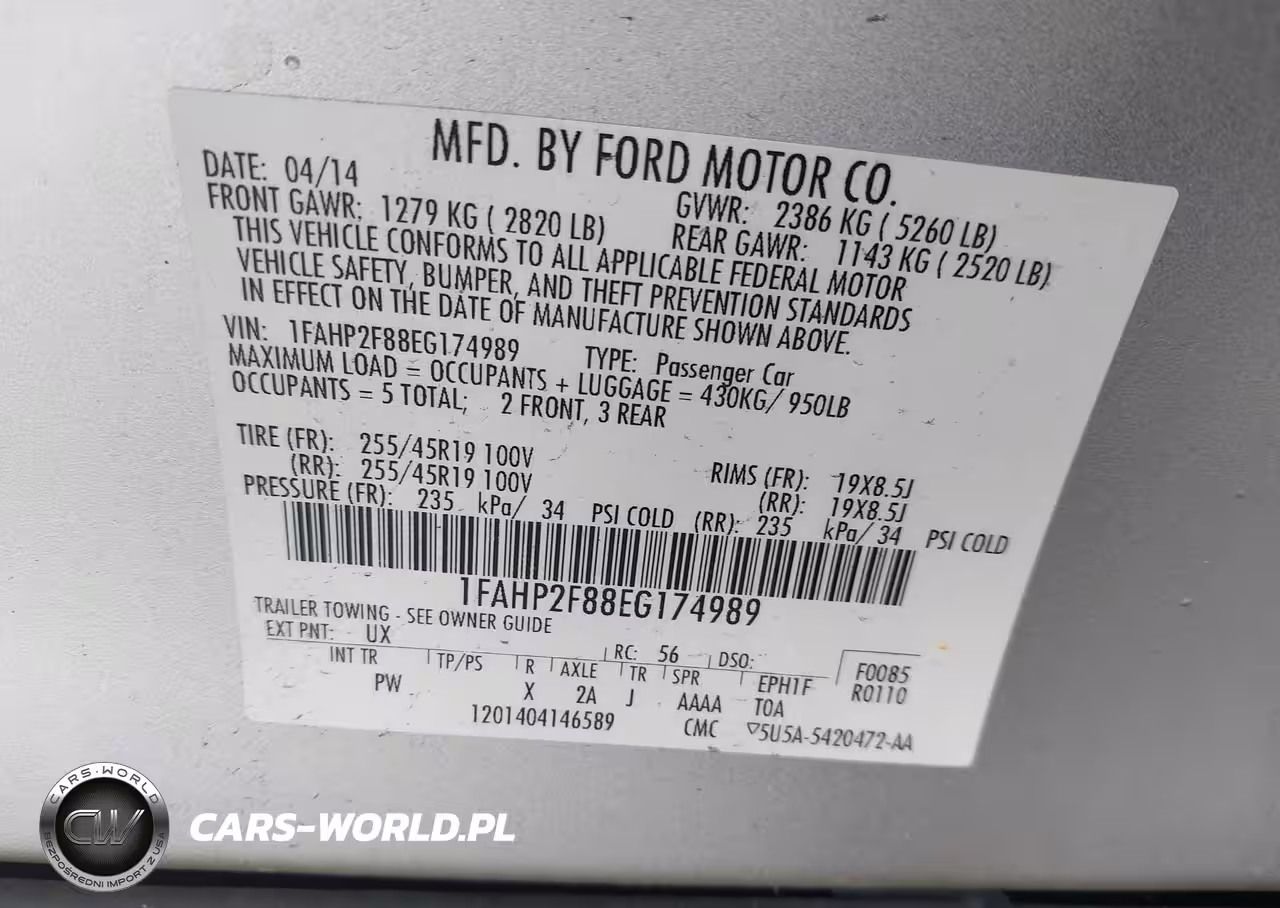 MFD. BY FORD MOTOR CO.
DATE: 04/14
GVWR: 2386 KG ( 5260 LB)
FRONT GAWR: 1279 KG ( 2820 LB)
REAR GAWR: 1143 KG ( 2520 LB)
THIS VEHICLE CONFORMS TO ALL APPLICABLE FEDERAL MOTOR
VEHICLE SAFETY, BUMPER, AND THEFT PREVENTION STANDARDS
IN EFFECT ON THE DATE OF MANUFACTURE SHOWN ABOVE.
VIN: 1FAHP2F88EG174989
TYPE: Passenger Car
MAXIMUM LOAD = OCCUPANTS + LUGGAGE = 430KG/ 950LB
OCCUPANTS = 5 TOTAL; 2 FRONT, 3 REAR
TIRE (FR): 255/45R19 100V
RIMS (FR): 19X8.5J
(RR): 255/45R19 100V
(RR): 19X8.5J
PRESSURE (FR): 235 kPa/ 34 PSI COLD (RR): 235 kPa/ 34 PSI COLD
1FAHP2F88EG174989
TRAILER TOWING - SEE OWNER GUIDE
EXT PNT: UX RC: 56 DSO:
F0085
R0110
INT TR TP/PS R AXLE TR SPR EPH1F
PW X 2A J AAAA T0A
1201404146589 CMC ▽5U5A-5420472-AA
CARS-WORLD
CW
BEZPOŚREDNI IMPORT Z USA
CARS-WORLD.PL